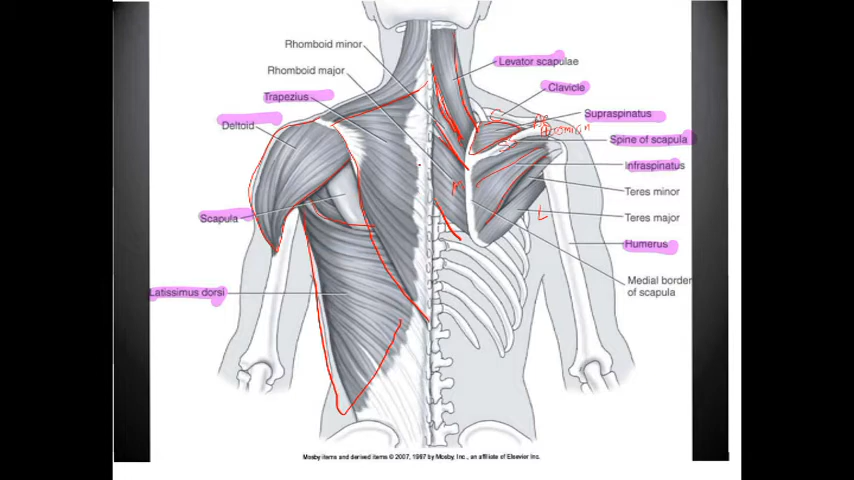 Rhomboid minor
Rhomboid major
Trapezius
Deltoid
Scapula
Latissimus dorsi
Levator scapulae
Clavicle
C
Supraspinatus
Acromion
Spine of scapula
SS
Infraspinatus
M
Teres minor
L
Teres major
Humerus
Medial border
of scapula
Mosby items and derived items © 2007, 1997 by Mosby, Inc., an affiliate of Elsevier Inc.